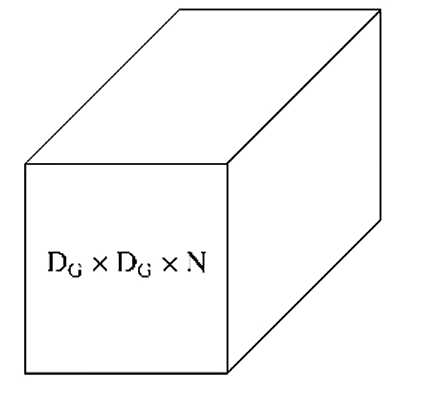 D_G × D_G × N